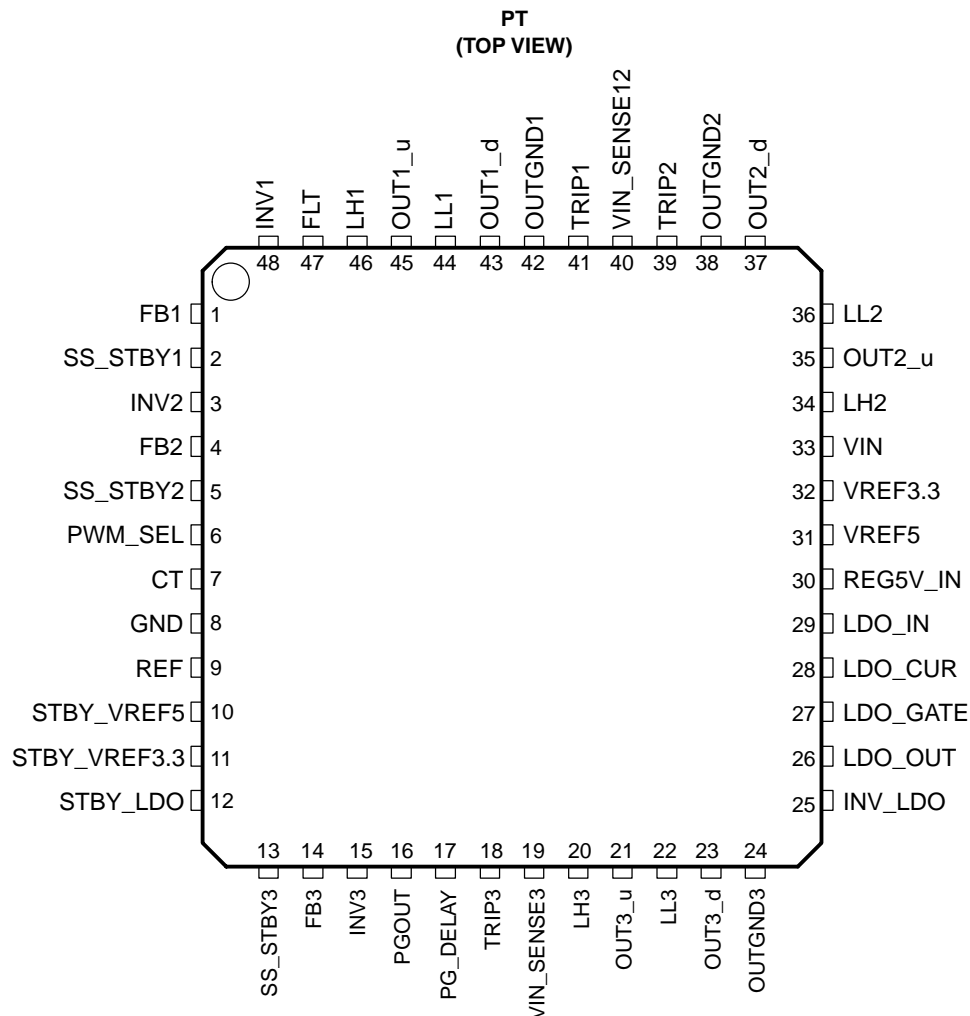 PT
(TOP VIEW)
INV1
FLT
LH1
OUT1_u
LL1
OUT1_d
OUTGND1
TRIP1
VIN_SENSE12
TRIP2
OUTGND2
OUT2_d
48 47 46 45 44 43 42 41 40 39 38 37
FB1 1
SS_STBY1 2
INV2 3
FB2 4
SS_STBY2 5
PWM_SEL 6
CT 7
GND 8
REF 9
STBY_VREF5 10
STBY_VREF3.3 11
STBY_LDO 12
36 LL2
35 OUT2_u
34 LH2
33 VIN
32 VREF3.3
31 VREF5
30 REG5V_IN
29 LDO_IN
28 LDO_CUR
27 LDO_GATE
26 LDO_OUT
25 INV_LDO
13 14 15 16 17 18 19 20 21 22 23 24
SS_STBY3
FB3
INV3
PGOUT
PG_DELAY
TRIP3
VIN_SENSE3
LH3
OUT3_u
LL3
OUT3_d
OUTGND3